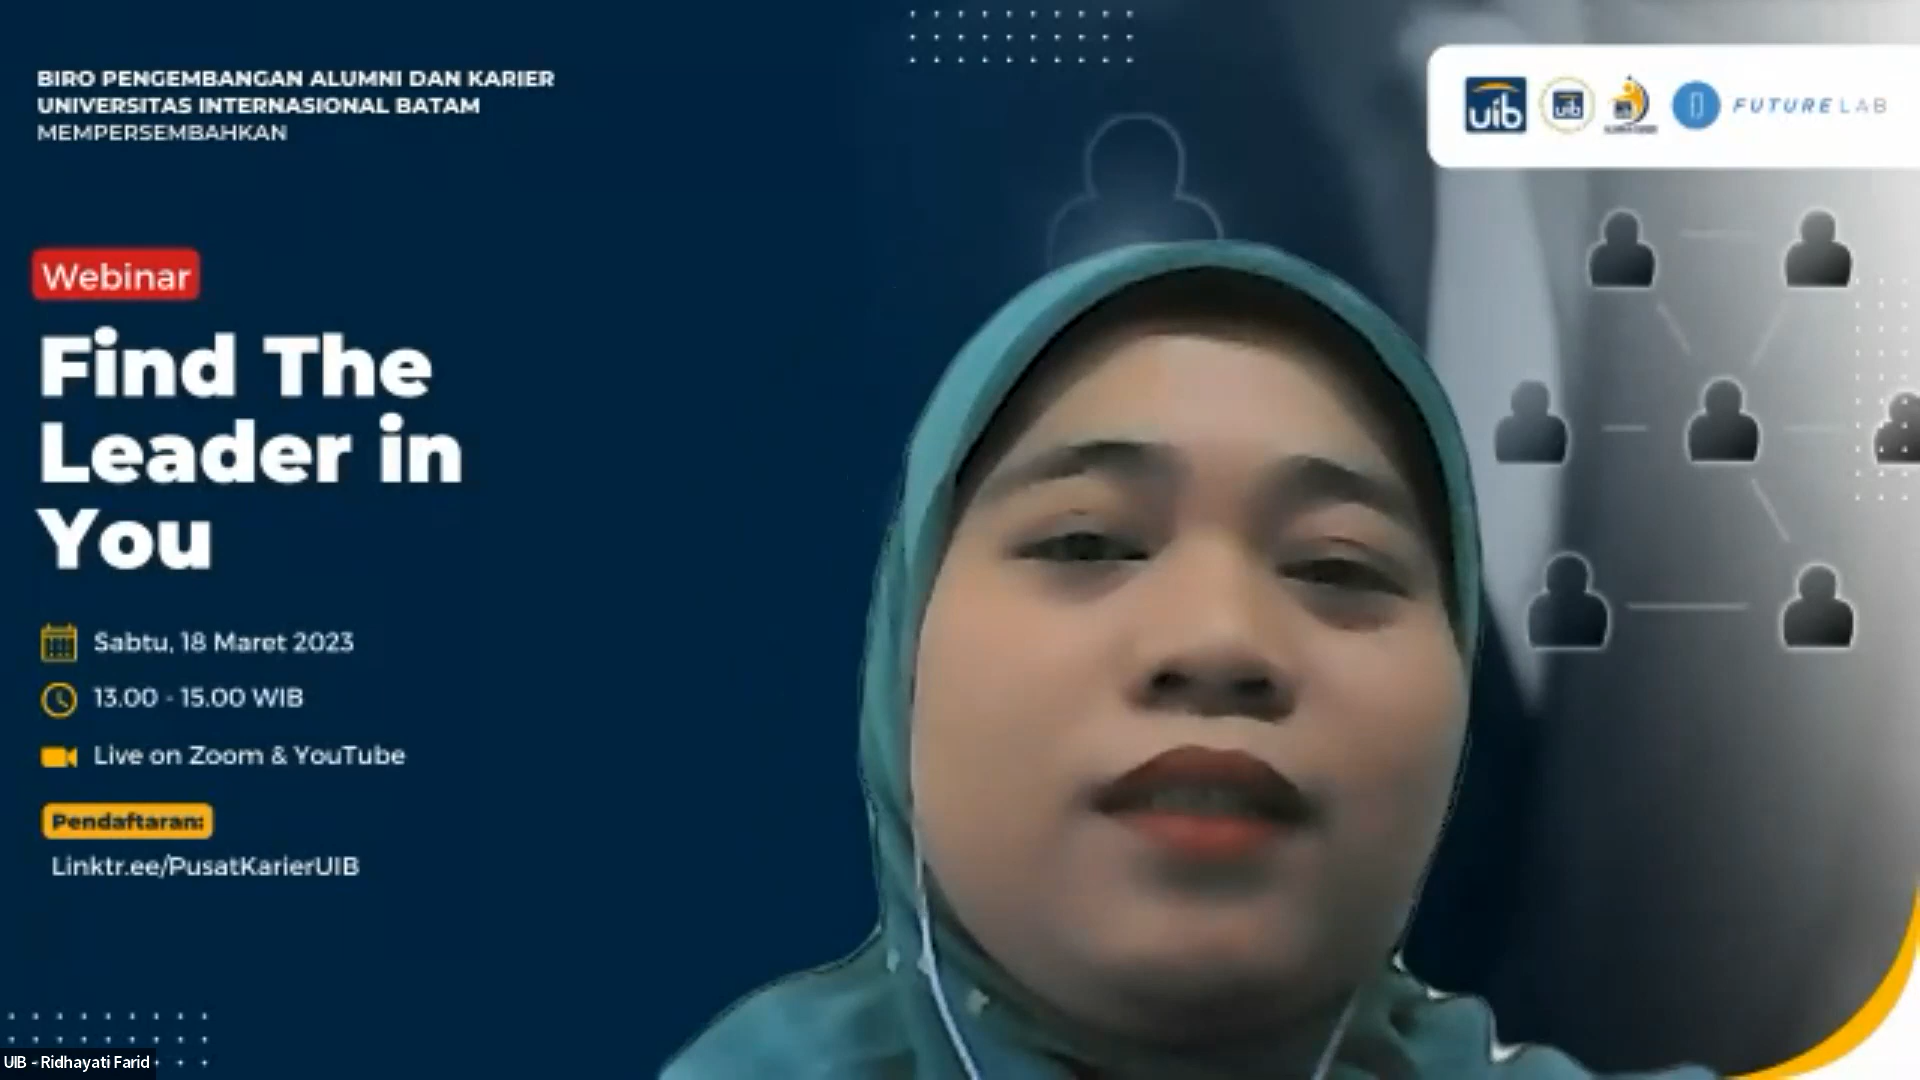 BIRO PENGEMBANGAN ALUMNI DAN KARIER
UNIVERSITAS INTERNASIONAL BATAM
MEMPERSEMBAHKAN
uib
uib
FUTURE LAB
Webinar
Find The
Leader in
You
Sabtu, 18 Maret 2023
13.00 - 15.00 WIB
Live on Zoom & YouTube
Pendaftaran:
Linktr.ee/PusatKarierUIB
UIB - Ridhayati Farid